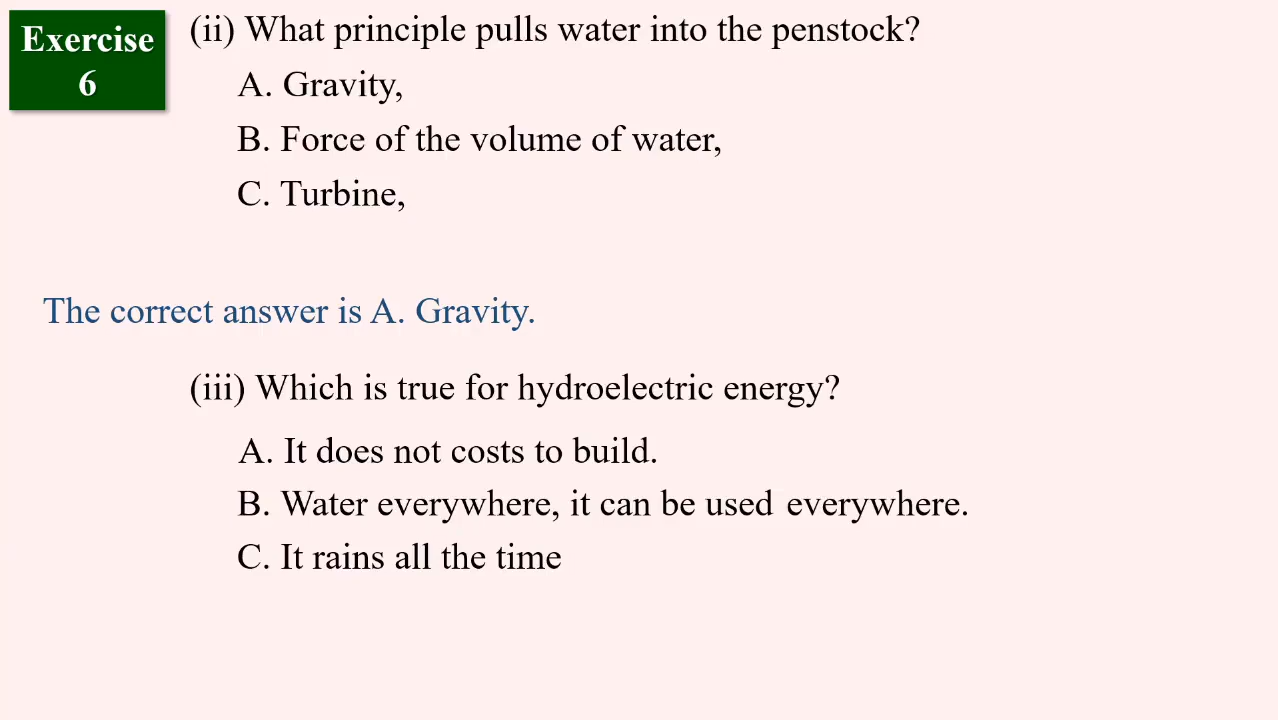 Exercise
6
(ii) What principle pulls water into the penstock?
A. Gravity,
B. Force of the volume of water,
C. Turbine,
The correct answer is A. Gravity.
(iii) Which is true for hydroelectric energy?
A. It does not costs to build.
B. Water everywhere, it can be used everywhere.
C. It rains all the time